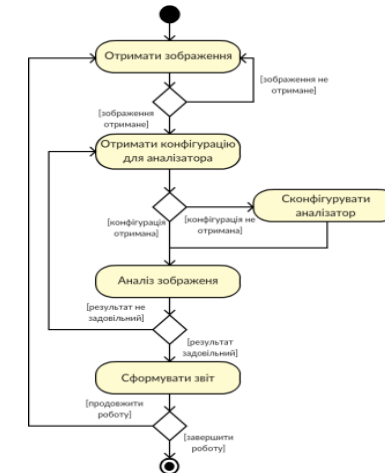 Отримати зображення
[зображення не
отримане]
[зображення
отримане]
Отримати конфігурацію
для аналізатора
[конфігурація
отримана]
[конфігурація не
отримана]
Сконфігурувати
аналізатор
Аналіз зображеня
[результат не
задовільний]
[результат
задовільний]
Сформувати звіт
[продовжити
роботу]
[завершити
роботу]